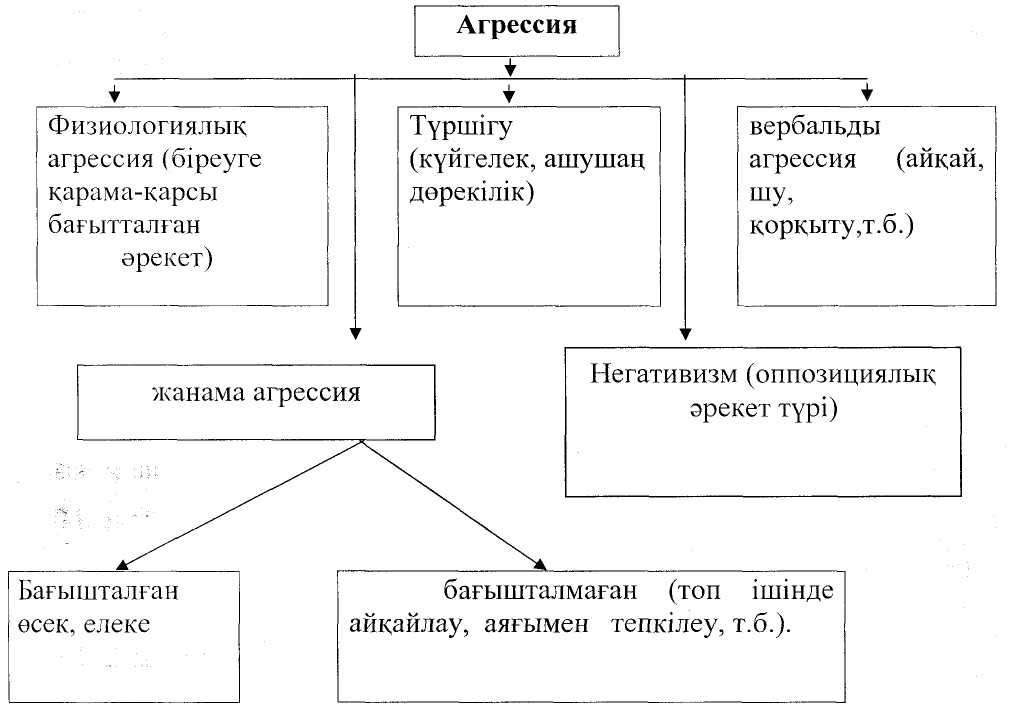 Агрессия
Физиологиялық
агрессия (біреуге
қарама-қарсы
бағытталған
әрекет)
Түршігу
(күйгелек, ашушаң
дөрекілік)
вербальды
агрессия (айқай,
шу,
қорқыту,т.б.)
жанама агрессия
Негативизм (оппозициялық
әрекет түрі)
Бағышталған
өсек, елеке
бағышталмаған (топ ішінде
айқайлау, аяғымен тепкілеу, т.б.).